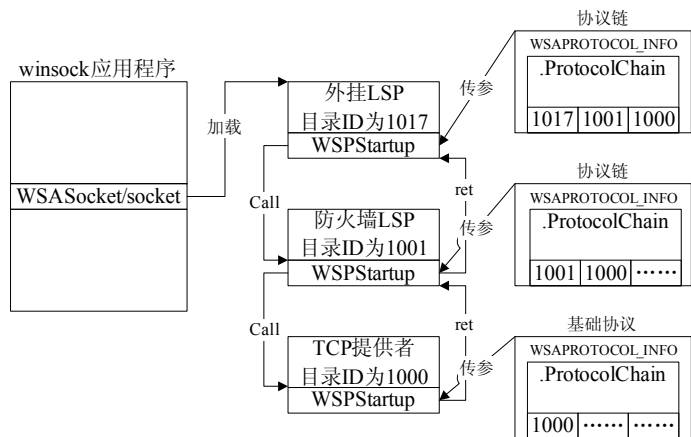 winsock应用程序
WSASocket/socket
加载
外挂LSP
目录ID为1017
WSPStartup
Call
ret
传参
防火墙LSP
目录ID为1001
WSPStartup
Call
ret
传参
TCP提供者
目录ID为1000
WSPStartup
传参
协议链
WSAPROTOCOL_INFO
.ProtocolChain
1017 1001 1000
协议链
WSAPROTOCOL_INFO
.ProtocolChain
1001 1000 ……
基础协议
WSAPROTOCOL_INFO
.ProtocolChain
1000 …… ……